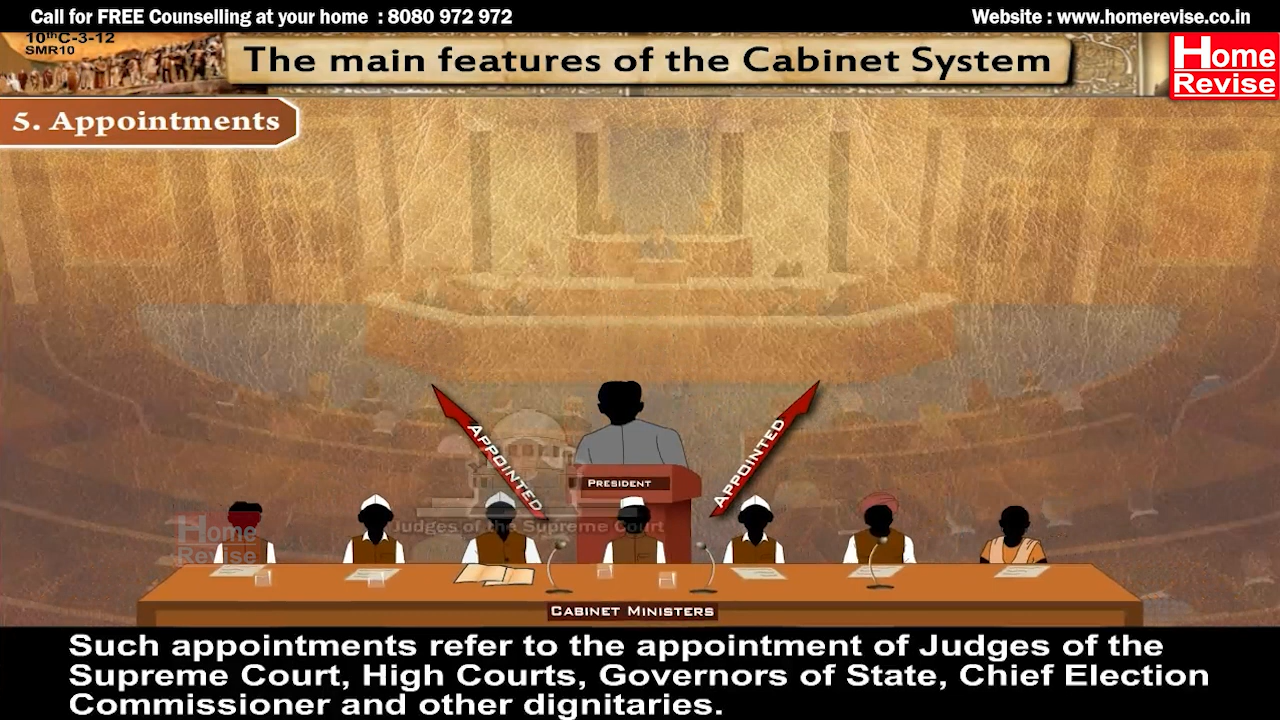 Call for FREE Counselling at your home : 8080 972 972
Website : www.homerevise.co.in
10thC-3-12
SMR10
The main features of the Cabinet System
Home
Revise
5. Appointments
APPOINTED
APPOINTED
PRESIDENT
Judges of the Supreme Court
Home
Revise
CABINET MINISTERS
Such appointments refer to the appointment of Judges of the
Supreme Court, High Courts, Governors of State, Chief Election
Commissioner and other dignitaries.